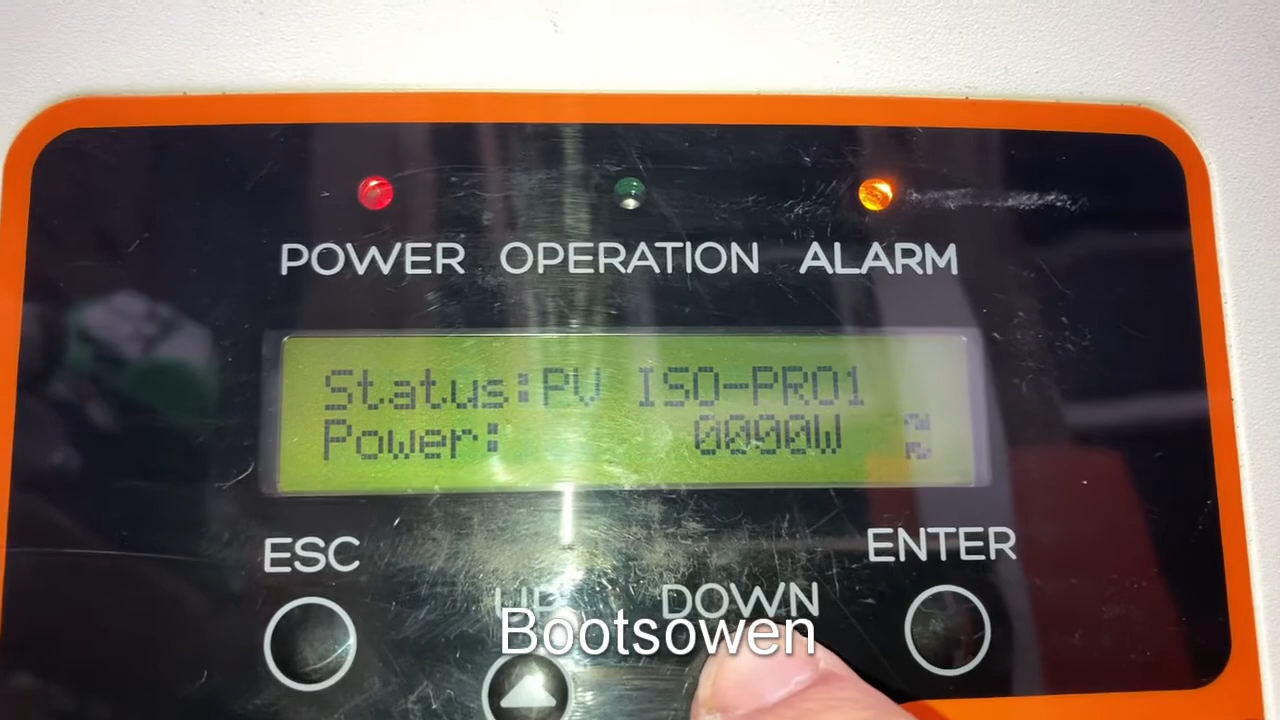 POWER OPERATION ALARM
Status:PV ISO-PRO1
Power: 0000W
ESC
ENTER
UP
DOWN
Bootsowen